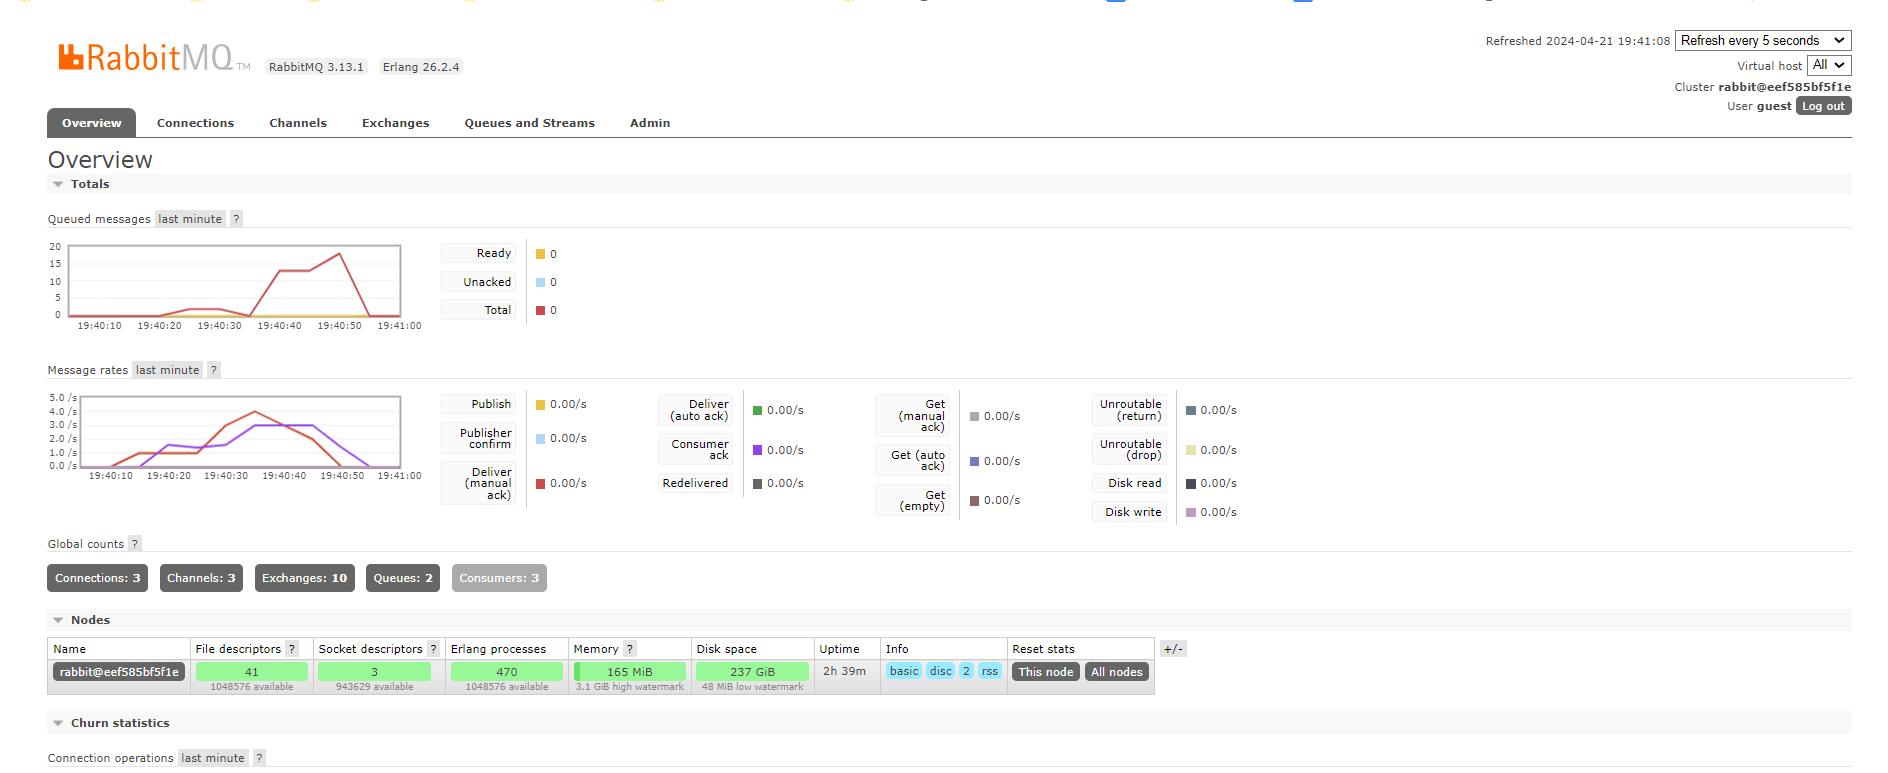 Refreshed 2024-04-21 19:41:08 Refresh every 5 seconds
RabbitMQ TM RabbitMQ 3.13.1 Erlang 26.2.4
Virtual host All
Cluster rabbit@eef585bf5f1e
User guest Log out
Overview Connections Channels Exchanges Queues and Streams Admin
Overview
Totals
Queued messages last minute ?
20
15
10
5
0
19:40:10 19:40:20 19:40:30 19:40:40 19:40:50 19:41:00
Ready 0
Unacked 0
Total 0
Message rates last minute ?
5.0 /s
4.0 /s
3.0 /s
2.0 /s
1.0 /s
0.0 /s
19:40:10 19:40:20 19:40:30 19:40:40 19:40:50 19:41:00
Publish 0.00/s
Publisher
confirm 0.00/s
Deliver
(manual
ack) 0.00/s
Deliver
(auto ack) 0.00/s
Consumer
ack 0.00/s
Redelivered 0.00/s
Get
(manual
ack) 0.00/s
Get (auto
ack) 0.00/s
Get
(empty) 0.00/s
Unroutable
(return) 0.00/s
Unroutable
(drop) 0.00/s
Disk read 0.00/s
Disk write 0.00/s
Global counts ?
Connections: 3 Channels: 3 Exchanges: 10 Queues: 2 Consumers: 3
Nodes
Name File descriptors ? Socket descriptors ? Erlang processes Memory ? Disk space Uptime Info Reset stats +/-
rabbit@eef585bf5f1e 41 3 470 165 MiB 237 GiB 2h 39m basic disc 2 rss This node All nodes
1048576 available 943629 available 1048576 available 3.1 GiB high watermark 48 MiB low watermark
Churn statistics
Connection operations last minute ?